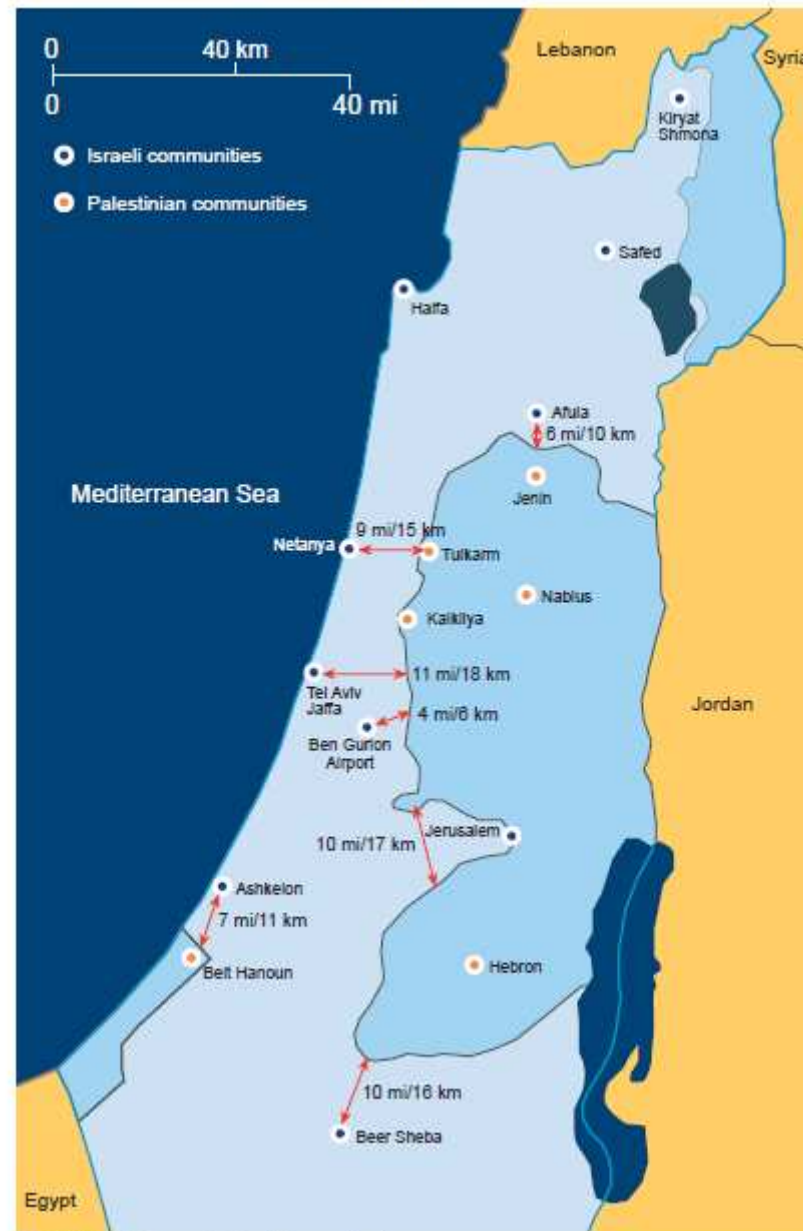 0 40 km
0 40 mi
Israeli communities
Palestinian communities
Lebanon
Syria
Kiryat
Shmona
Safed
Haifa
Afula
6 mi/10 km
Mediterranean Sea
Jenin
9 mi/15 km
Netanya
Tulkarm
Nablus
Kalkilya
11 mi/18 km
Tel Aviv
Jaffa
Jordan
4 mi/6 km
Ben Gurion
Airport
Jerusalem
10 mi/17 km
Ashkelon
7 mi/11 km
Beit Hanoun
Hebron
10 mi/16 km
Beer Sheba
Egypt